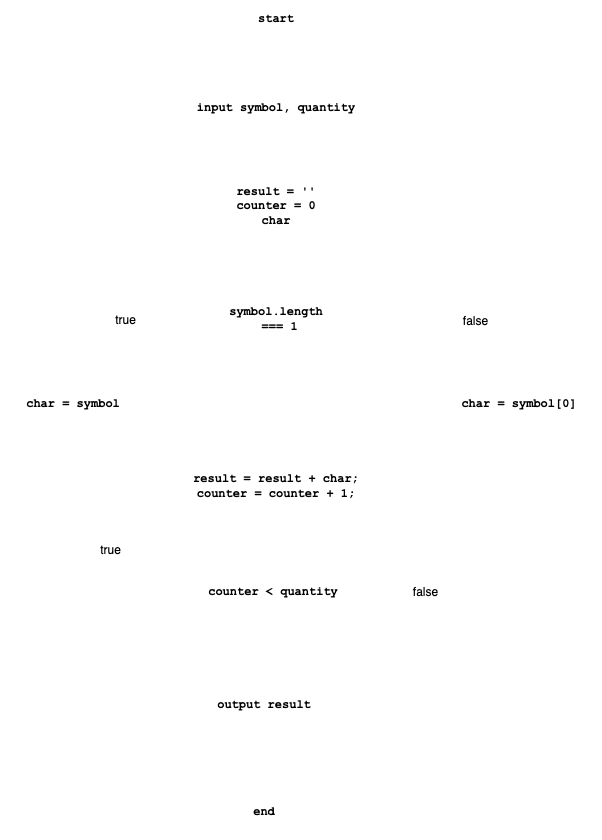 start
input symbol, quantity
result = ''
counter = 0
char
symbol.length
=== 1
true
false
char = symbol
char = symbol[0]
result = result + char;
counter = counter + 1;
true
counter < quantity
false
output result
end